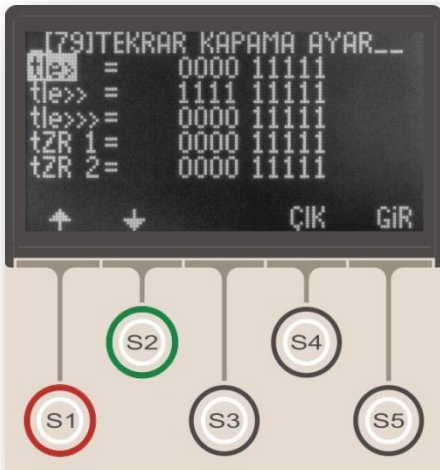 _[79]TEKRAR KAPAMA AYAR__
tIe> = 0000 11111
tIe>> = 1111 11111
tIe>>> = 0000 11111
tZR 1= 0000 11111
tZR 2= 0000 11111
↑ ↓ ÇIK GİR
S2 S4
S1 S3 S5